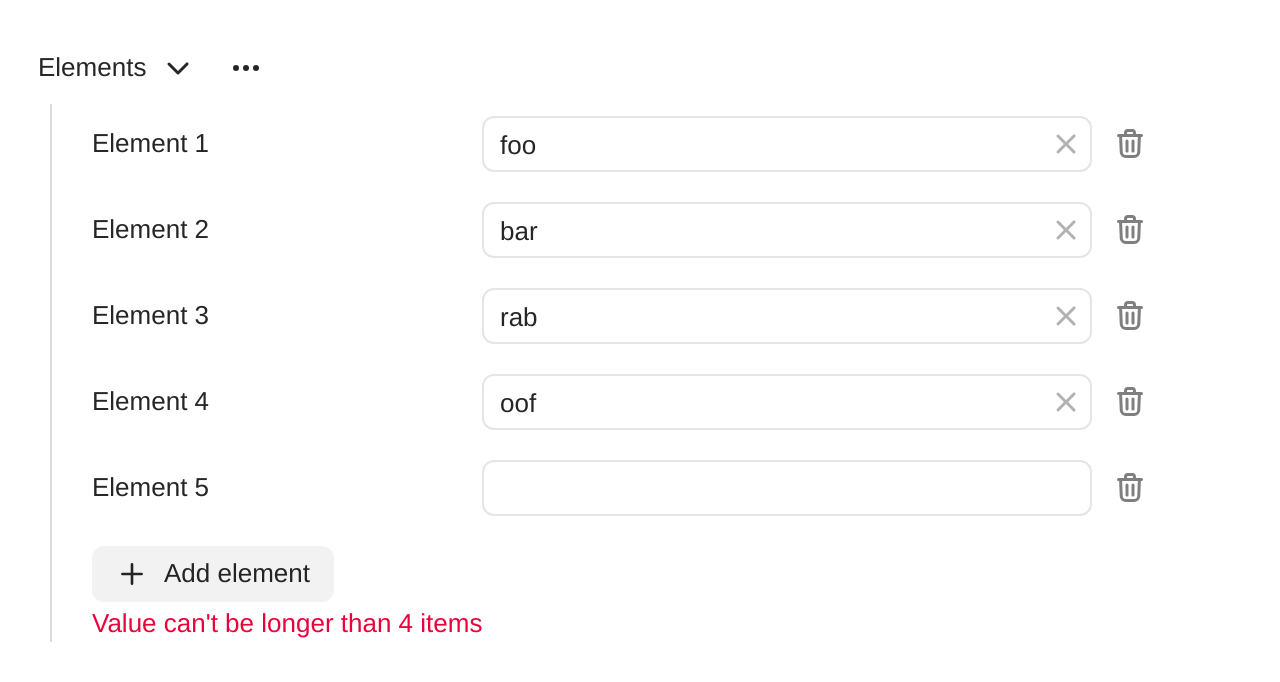 Elements
Element 1
foo
Element 2
bar
Element 3
rab
Element 4
oof
Element 5
Add element
Value can't be longer than 4 items